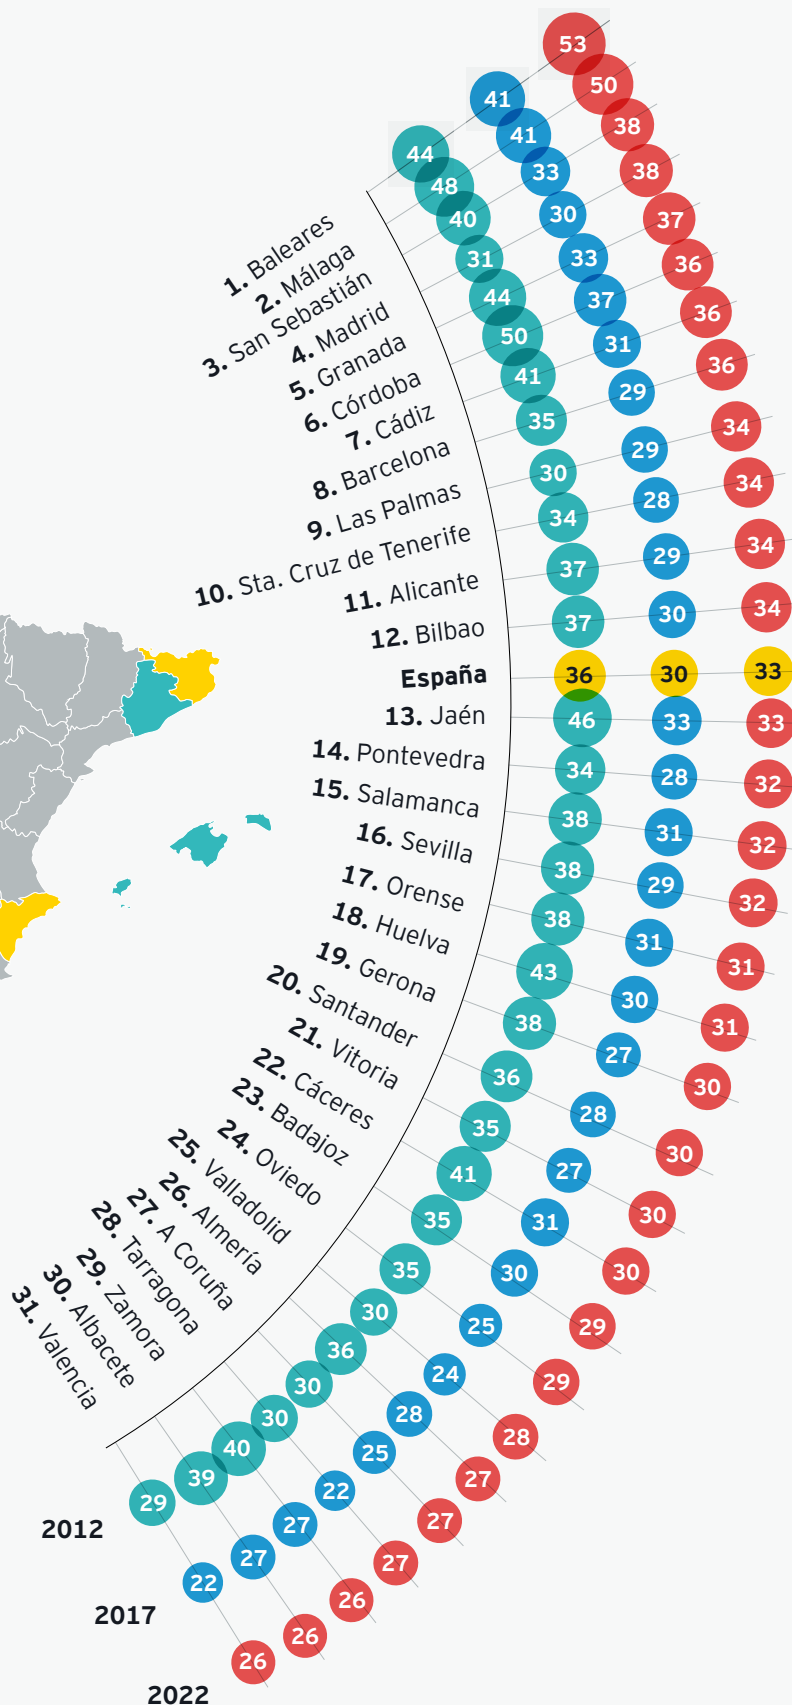 1. Baleares 44 41 53
2. Málaga 48 41 50
3. San Sebastián 40 33 38
4. Madrid 31 30 38
5. Granada 44 33 37
6. Córdoba 50 37 36
7. Cádiz 41 31 36
8. Barcelona 35 29 36
9. Las Palmas 30 29 34
10. Sta. Cruz de Tenerife 34 28 34
11. Alicante 37 29 34
12. Bilbao 37 30 34
España 36 30 33
13. Jaén 46 33 33
14. Pontevedra 34 28 32
15. Salamanca 38 31 32
16. Sevilla 38 29 32
17. Orense 38 31 31
18. Huelva 43 30 31
19. Gerona 38 27 30
20. Santander 36 28 30
21. Vitoria 35 27 30
22. Cáceres 41 31 30
23. Badajoz 35 30 29
24. Oviedo 35 25 29
25. Valladolid 30 24 28
26. Almería 36 28 27
27. A Coruña 30 25 27
28. Tarragona 30 22 27
29. Zamora 40 27 26
30. Albacete 39 27 26
31. Valencia 29 22 26
2012
2017
2022